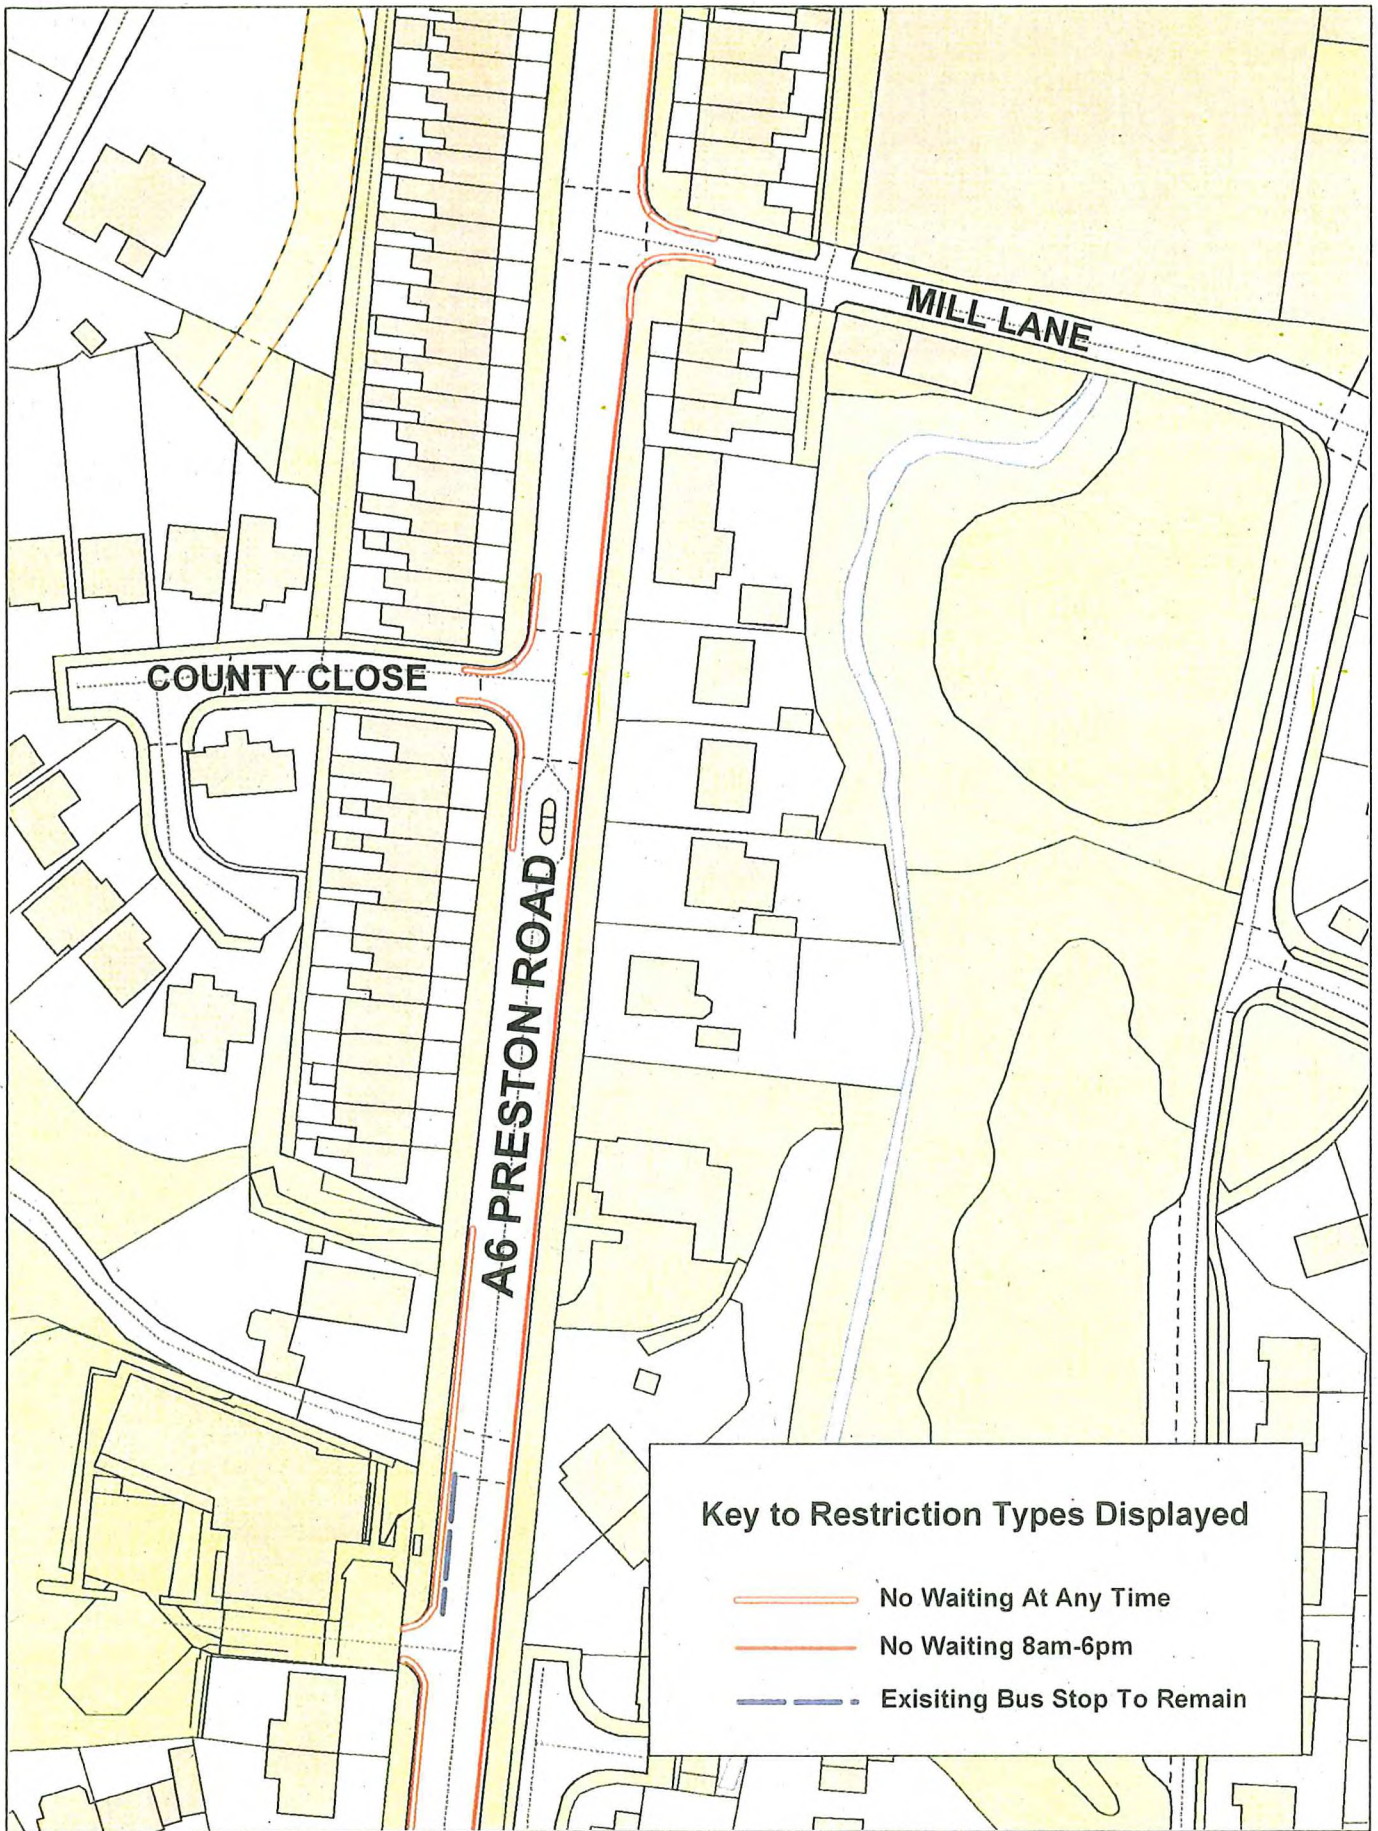 MILL LANE
COUNTY CLOSE
A6 PRESTON ROAD
Key to Restriction Types Displayed
No Waiting At Any Time
No Waiting 8am-6pm
Exisiting Bus Stop To Remain